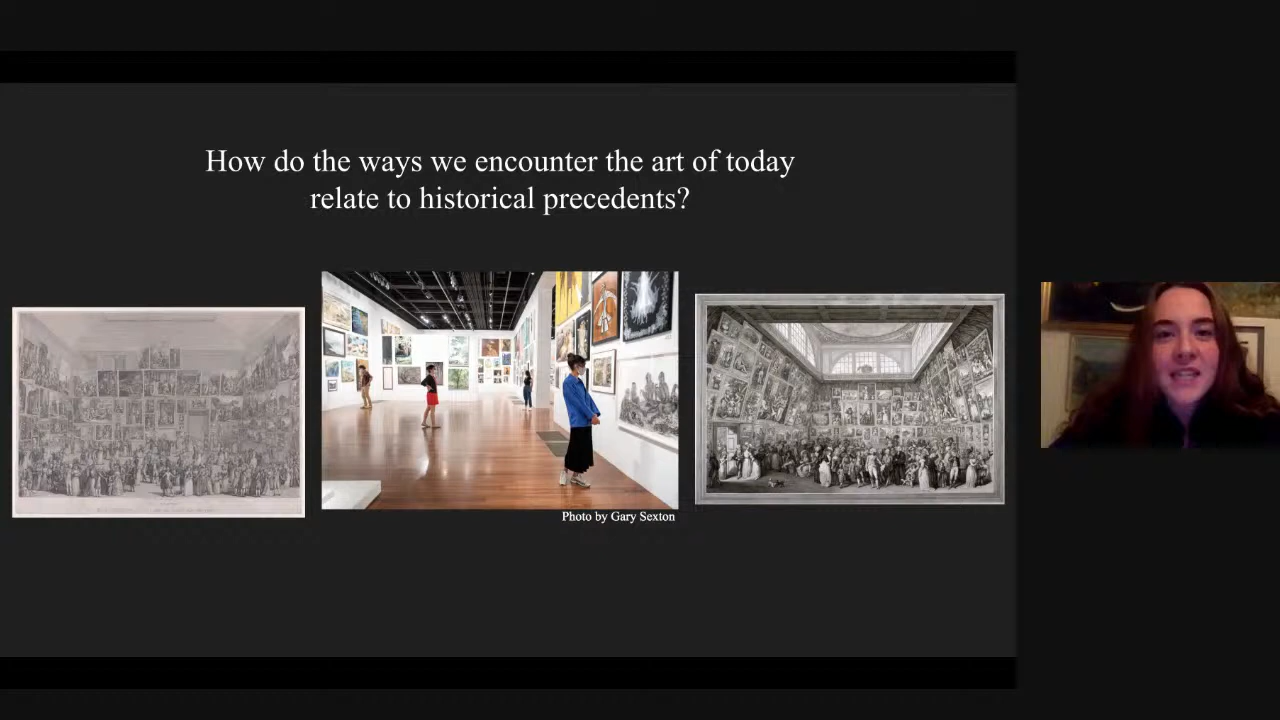 How do the ways we encounter the art of today
relate to historical precedents?
Photo by Gary Sexton